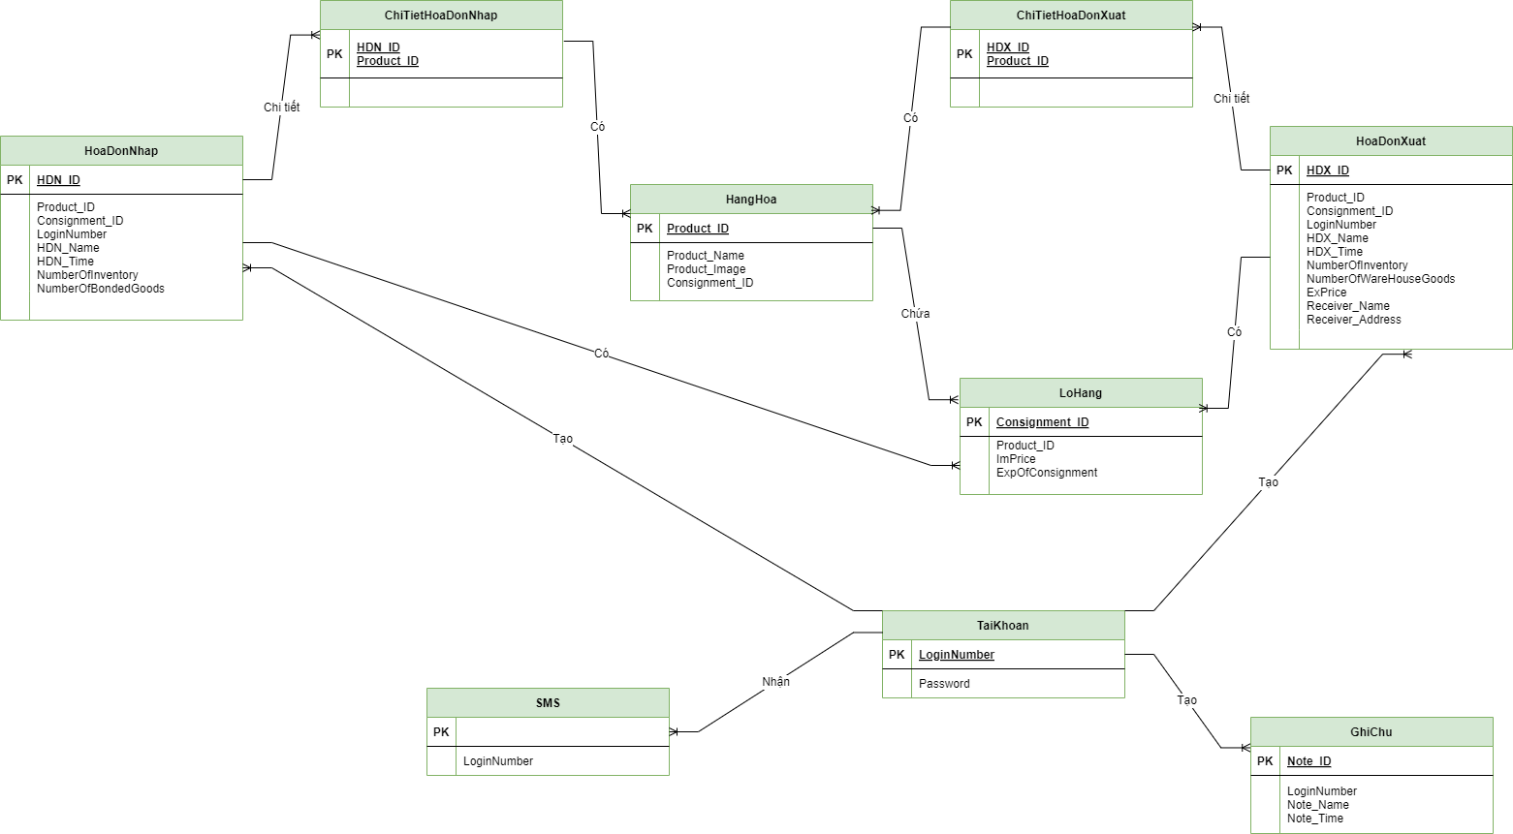 ChiTietHoaDonNhap
PK
HDN_ID
Product_ID
ChiTietHoaDonXuat
PK
HDX_ID
Product_ID
Chi tiết
Chi tiết
Có
Có
HoaDonNhap
PK
HDN_ID
Product_ID
Consignment_ID
LoginNumber
HDN_Name
HDN_Time
NumberOfInventory
NumberOfBondedGoods
HangHoa
PK
Product_ID
Product_Name
Product_Image
Consignment_ID
HoaDonXuat
PK
HDX_ID
Product_ID
Consignment_ID
LoginNumber
HDX_Name
HDX_Time
NumberOfInventory
NumberOfWareHouseGoods
ExPrice
Receiver_Name
Receiver_Address
Chứa
Có
Có
LoHang
PK
Consignment_ID
Product_ID
ImPrice
ExpOfConsignment
Tạo
Tạo
TaiKhoan
PK
LoginNumber
Password
Nhận
Tạo
SMS
PK
LoginNumber
GhiChu
PK
Note_ID
LoginNumber
Note_Name
Note_Time